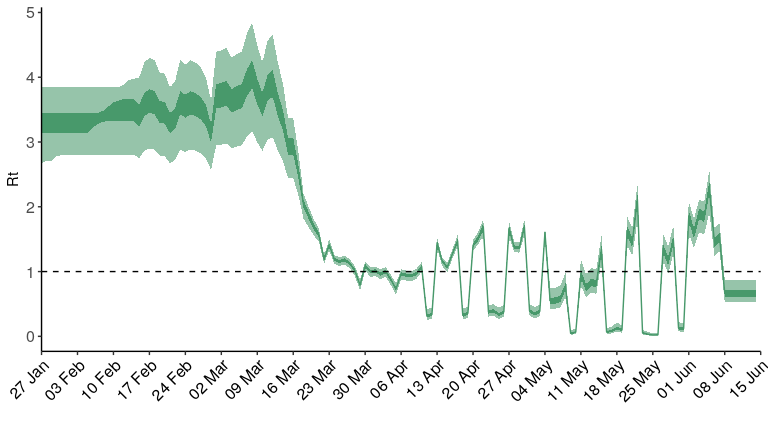 5
4
3
2
1
0
Rt
27 Jan
03 Feb
10 Feb
17 Feb
24 Feb
02 Mar
09 Mar
16 Mar
23 Mar
30 Mar
06 Apr
13 Apr
20 Apr
27 Apr
04 May
11 May
18 May
25 May
01 Jun
08 Jun
15 Jun